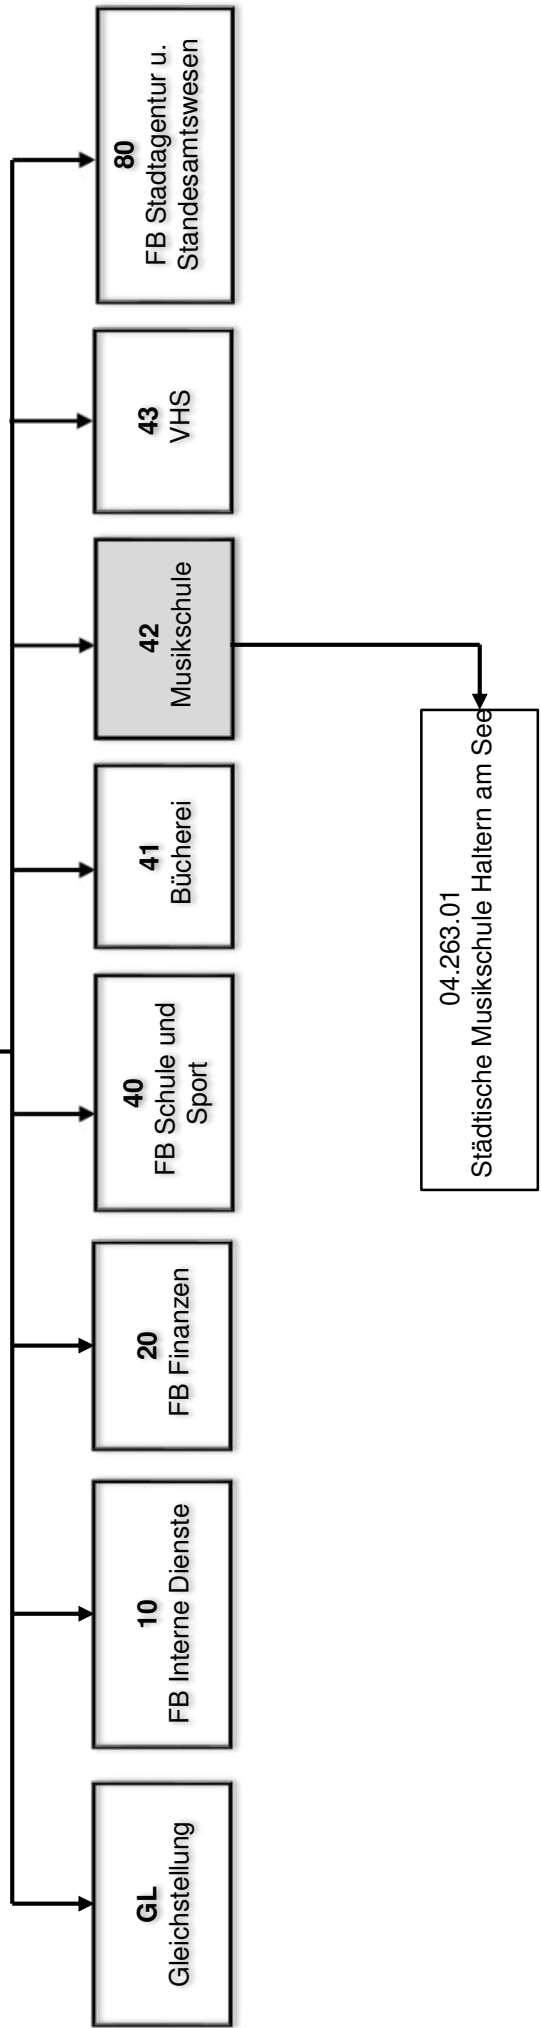 GL
Gleichstellung
10
FB Interne Dienste
20
FB Finanzen
40
FB Schule und
Sport
41
Bücherei
42
Musikschule
43
VHS
80
FB Stadtagentur u.
Standesamtswesen
04.263.01
Städtische Musikschule Haltern am See